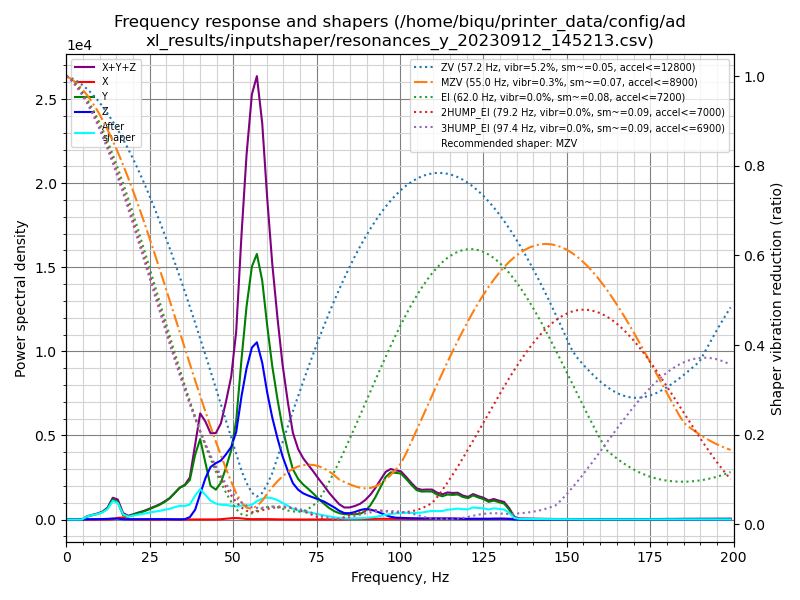 Frequency response and shapers (/home/biqu/printer_data/config/ad
xl_results/inputshaper/resonances_y_20230912_145213.csv)
1e4
X+Y+Z
X
Y
Z
After
shaper
ZV (57.2 Hz, vibr=5.2%, sm~=0.05, accel<=12800)
MZV (55.0 Hz, vibr=0.3%, sm~=0.07, accel<=8900)
EI (62.0 Hz, vibr=0.0%, sm~=0.08, accel<=7200)
2HUMP_EI (79.2 Hz, vibr=0.0%, sm~=0.09, accel<=7000)
3HUMP_EI (97.4 Hz, vibr=0.0%, sm~=0.09, accel<=6900)
Recommended shaper: MZV
Power spectral density
2.5
2.0
1.5
1.0
0.5
0.0
1.0
0.8
0.6
0.4
0.2
0.0
Shaper vibration reduction (ratio)
0 25 50 75 100 125 150 175 200
Frequency, Hz